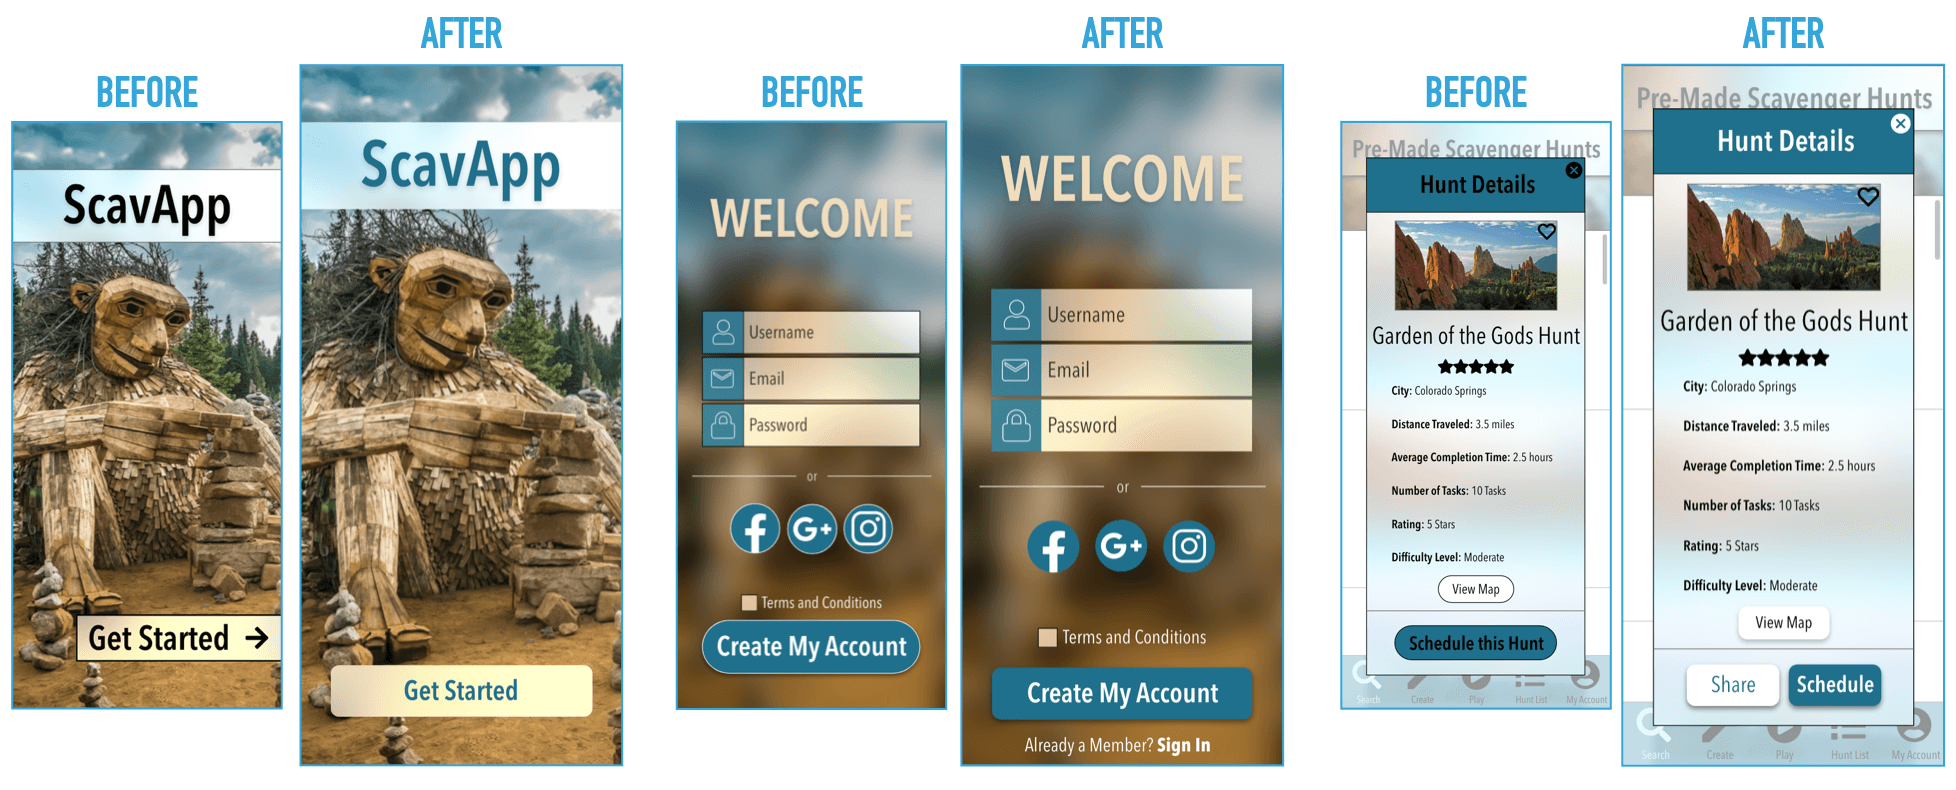 BEFORE
ScavApp
Get Started →
AFTER
ScavApp
Get Started
BEFORE
WELCOME
Username
Email
Password
or
f G+
Terms and Conditions
Create My Account
AFTER
WELCOME
Username
Email
Password
or
f G+
Terms and Conditions
Create My Account
Already a Member? Sign In
BEFORE
Pre-Made Scavenger Hunts
Hunt Details
Garden of the Gods Hunt
City: Colorado Springs
Distance Traveled: 3.5 miles
Average Completion Time: 2.5 hours
Number of Tasks: 10 Tasks
Rating: 5 Stars
Difficulty Level: Moderate
View Map
Schedule this Hunt
Search Create Play Hunt List My Account
AFTER
Pre-Made Scavenger Hunts
Hunt Details
Garden of the Gods Hunt
City: Colorado Springs
Distance Traveled: 3.5 miles
Average Completion Time: 2.5 hours
Number of Tasks: 10 Tasks
Rating: 5 Stars
Difficulty Level: Moderate
View Map
Share Schedule
Search Create Play Hunt List My Account